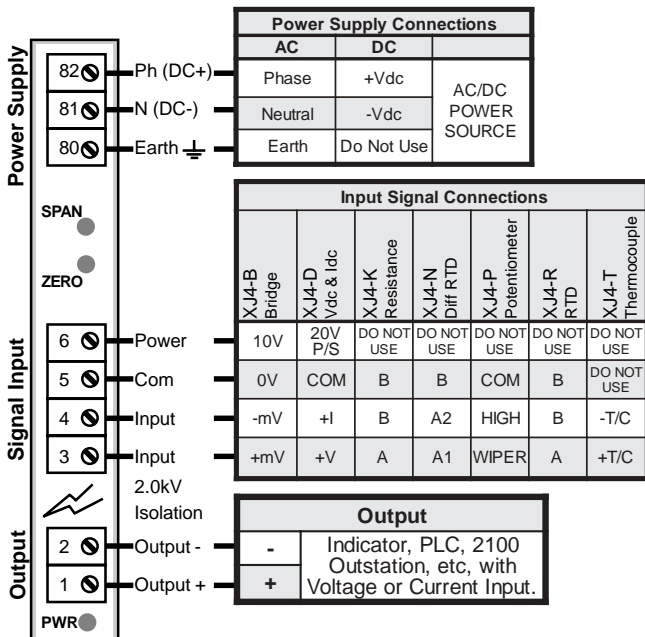 Power Supply
82 Ph (DC+)
81 N (DC-)
80 Earth
Power Supply Connections
AC DC
Phase +Vdc
Neutral -Vdc
Earth Do Not Use
AC/DC
POWER
SOURCE
SPAN
ZERO
Input Signal Connections
XJ4-B
Bridge
XJ4-D
Vdc & Idc
XJ4-K
Resistance
XJ4-N
Diff RTD
XJ4-P
Potentiometer
XJ4-R
RTD
XJ4-T
Thermocouple
Signal Input
6 Power 10V 20V P/S DO NOT USE DO NOT USE DO NOT USE DO NOT USE DO NOT USE
5 Com 0V COM B B COM B DO NOT USE
4 Input -mV +I B A2 HIGH B -T/C
3 Input +mV +V A A1 WIPER A +T/C
2.0kV
Isolation
Output
2 Output -
1 Output +
Output
- Indicator, PLC, 2100
Outstation, etc, with
+ Voltage or Current Input.
PWR